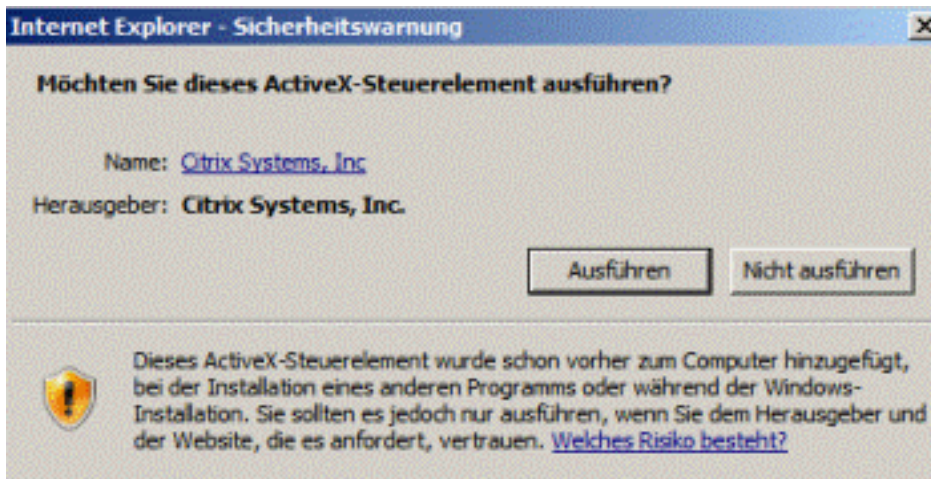 Internet Explorer - Sicherheitswarnung
Möchten Sie dieses ActiveX-Steuerelement ausführen?
Name: Citrix Systems, Inc
Herausgeber: Citrix Systems, Inc.
Ausführen Nicht ausführen
Dieses ActiveX-Steuerelement wurde schon vorher zum Computer hinzugefügt,
bei der Installation eines anderen Programms oder während der Windows-
Installation. Sie sollten es jedoch nur ausführen, wenn Sie dem Herausgeber und
der Website, die es anfordert, vertrauen. Welches Risiko besteht?